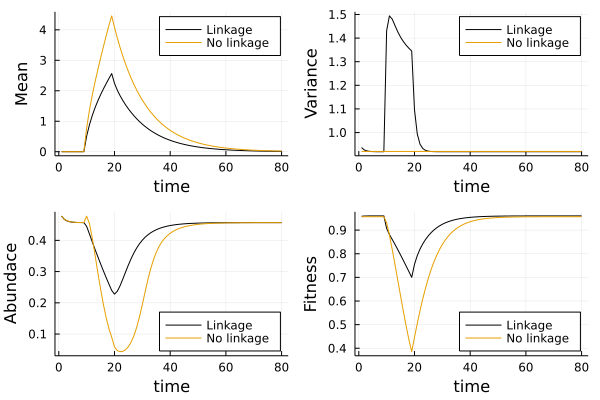 Mean
4
3
2
1
0
Linkage
No linkage
0 20 40 60 80
time
Variance
1.5
1.4
1.3
1.2
1.1
1.0
Linkage
No linkage
0 20 40 60 80
time
Abundace
0.4
0.3
0.2
0.1
Linkage
No linkage
0 20 40 60 80
time
Fitness
0.9
0.8
0.7
0.6
0.5
0.4
Linkage
No linkage
0 20 40 60 80
time